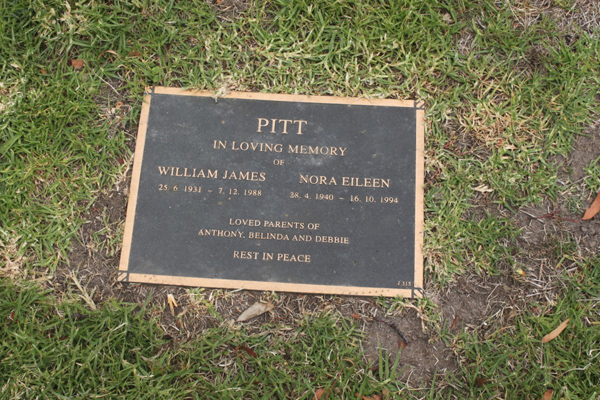 PITT
IN LOVING MEMORY
OF
WILLIAM JAMES NORA EILEEN
25. 6. 1931 - 7. 12. 1988 28. 4. 1940 - 16. 10. 1994
LOVED PARENTS OF
ANTHONY, BELINDA AND DEBBIE
REST IN PEACE